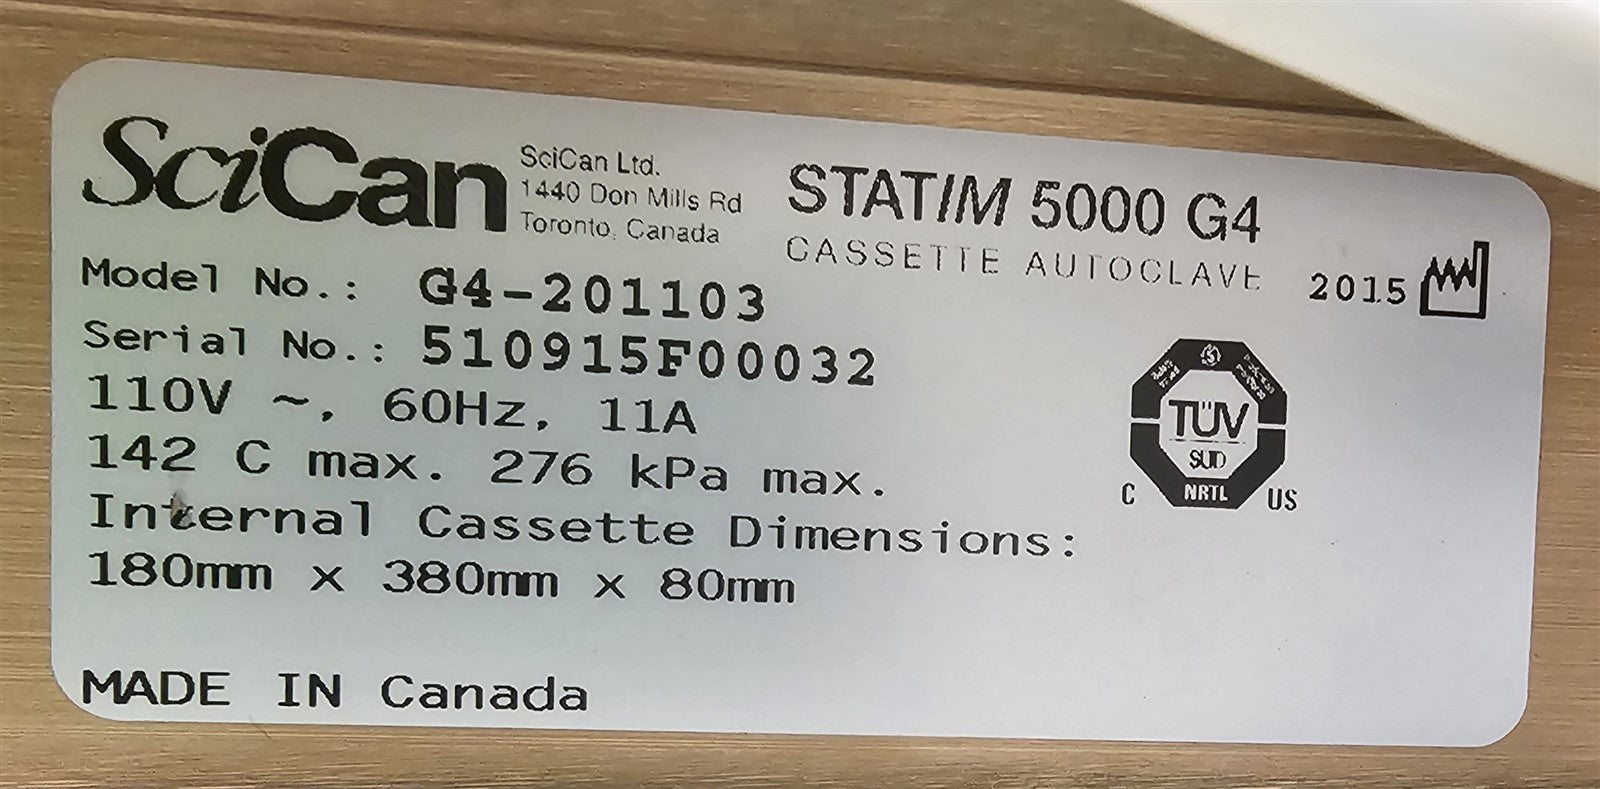 SciCan
SciCan Ltd.
1440 Don Mills Rd
Toronto, Canada
STATIM 5000 G4
CASSETTE AUTOCLAVE
2015
Model No.: G4-201103
Serial No.: 510915F00032
110V ~, 60Hz, 11A
142 C max. 276 kPa max.
Internal Cassette Dimensions:
180mm x 380mm x 80mm
MADE IN Canada
TÜV
SUD
NRTL
C US